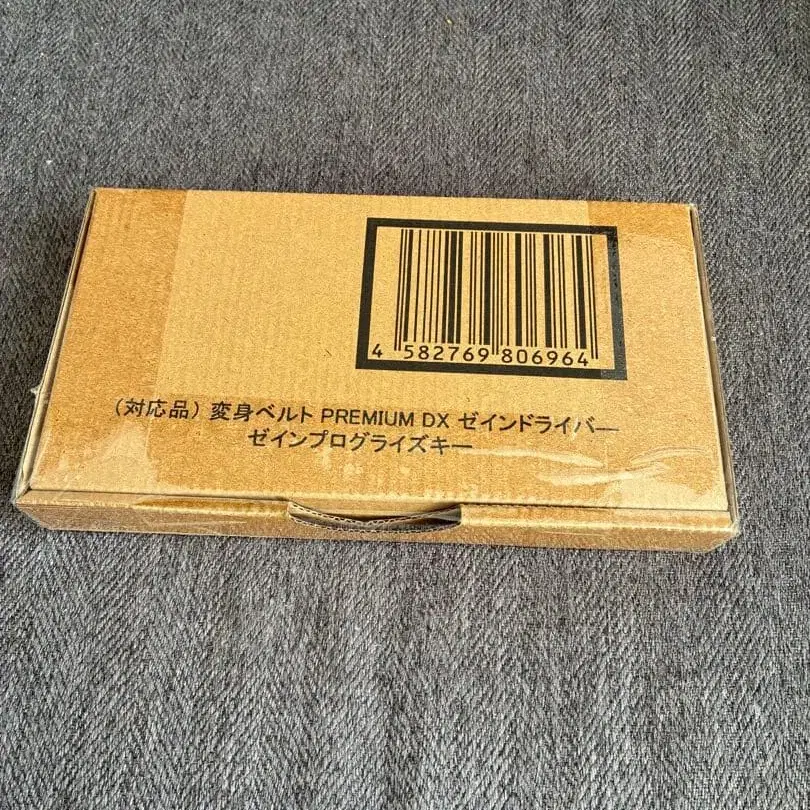 4 582769 806964
(対応品) 変身ベルト PREMIUM DX ゼインドライバー
ゼインプログライズキー